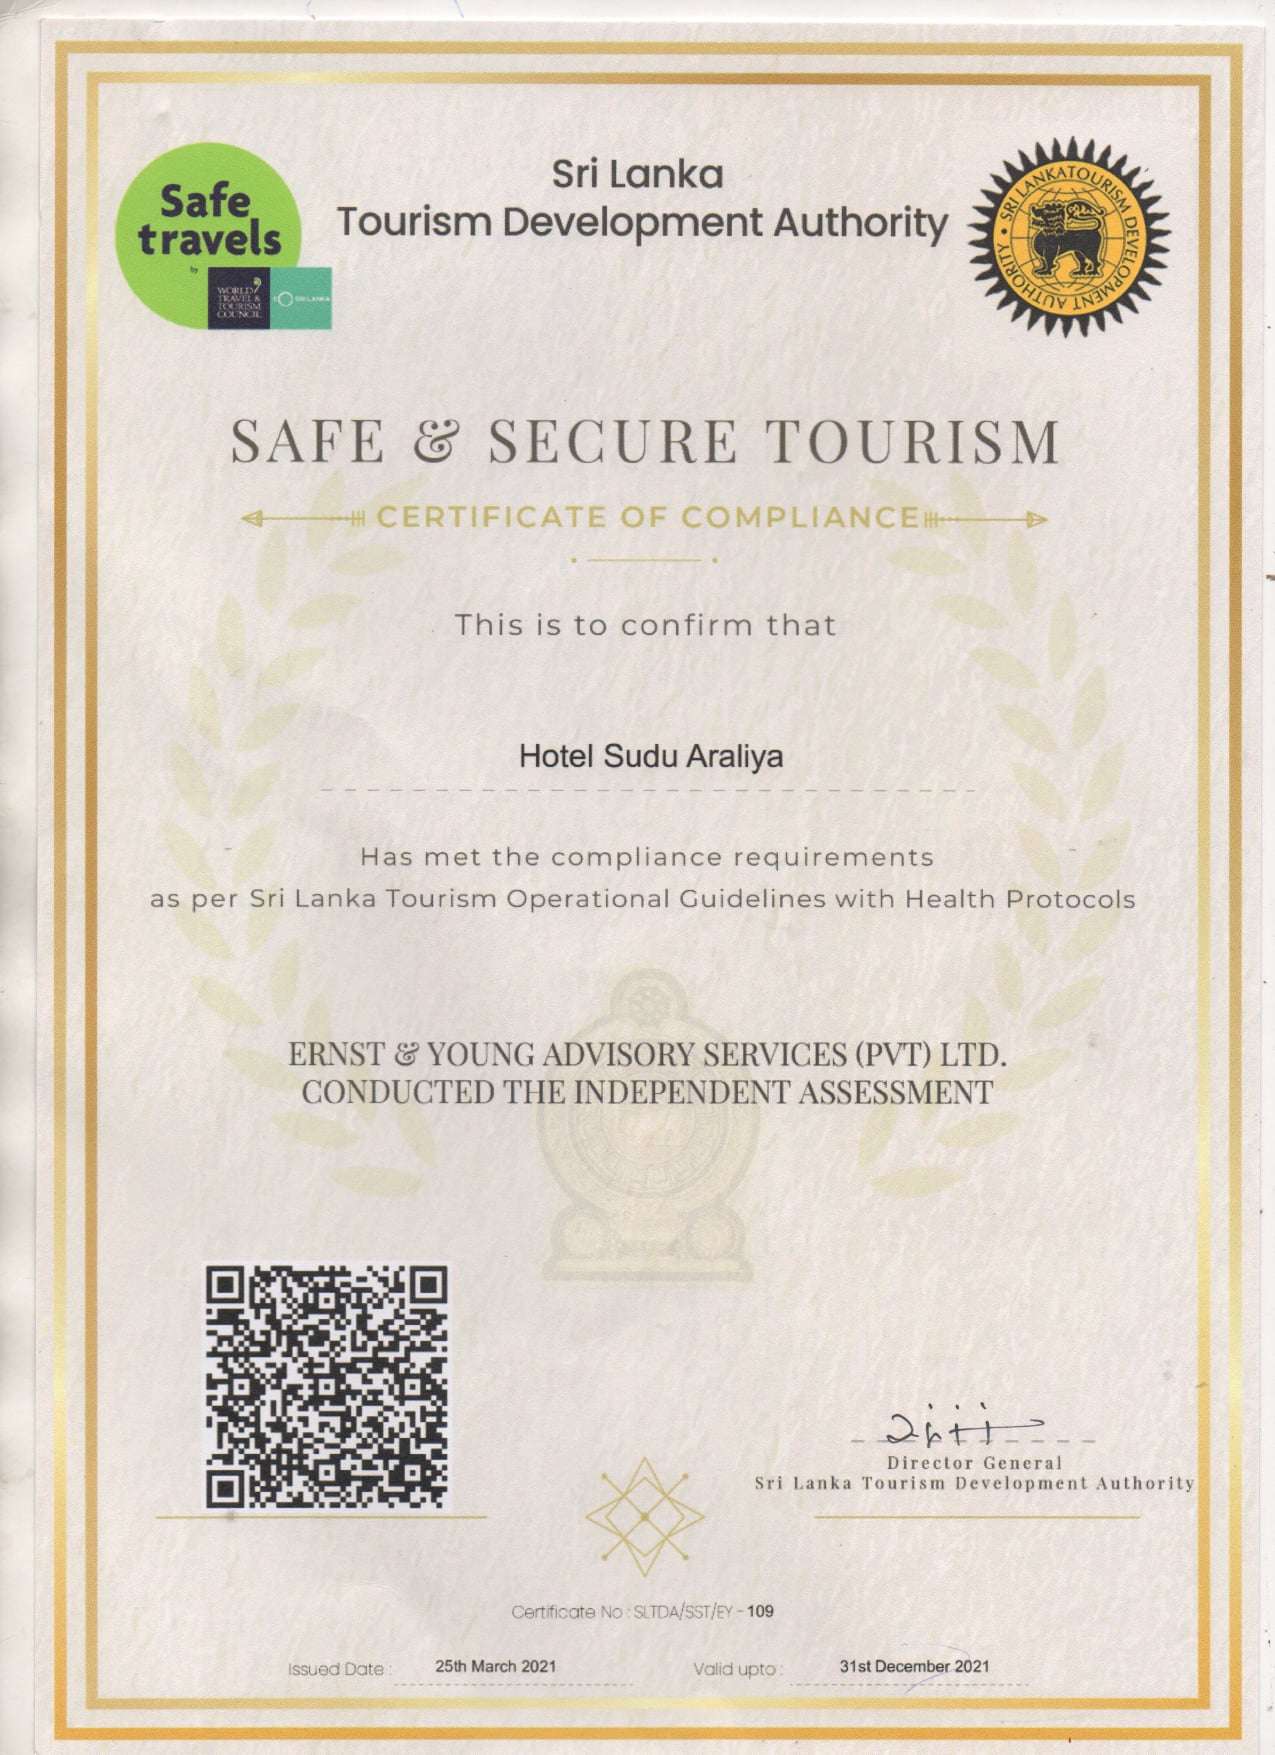 Safe
travels
by
WORLD
TRAVEL &
TOURISM
COUNCIL
SO SRI LANKA
Sri Lanka
Tourism Development Authority
SRI LANKA TOURISM DEVELOPMENT AUTHORITY
SAFE & SECURE TOURISM
CERTIFICATE OF COMPLIANCE
This is to confirm that
Hotel Sudu Araliya
Has met the compliance requirements
as per Sri Lanka Tourism Operational Guidelines with Health Protocols
ERNST & YOUNG ADVISORY SERVICES (PVT) LTD.
CONDUCTED THE INDEPENDENT ASSESSMENT
Director General
Sri Lanka Tourism Development Authority
Certificate No : SLTDA/SST/EY - 109
Issued Date : 25th March 2021 Valid upto : 31st December 2021